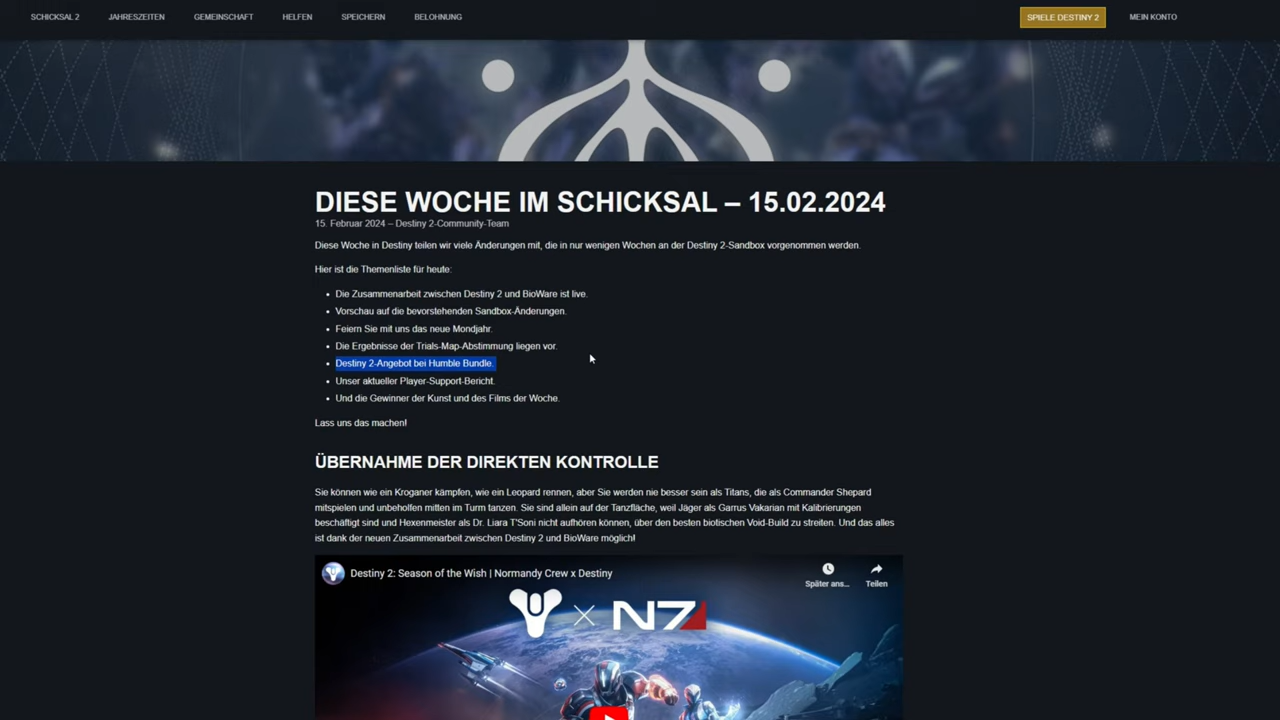 SCHICKSAL 2 JAHRESZEITEN GEMEINSCHAFT HELFEN SPEICHERN BELOHNUNG SPIELE DESTINY 2 MEIN KONTO
DIESE WOCHE IM SCHICKSAL – 15.02.2024
15. Februar 2024 – Destiny 2-Community-Team
Diese Woche in Destiny teilen wir viele Änderungen mit, die in nur wenigen Wochen an der Destiny 2-Sandbox vorgenommen werden.
Hier ist die Themenliste für heute:
• Die Zusammenarbeit zwischen Destiny 2 und BioWare ist live.
• Vorschau auf die bevorstehenden Sandbox-Änderungen.
• Feiern Sie mit uns das neue Mondjahr.
• Die Ergebnisse der Trials-Map-Abstimmung liegen vor.
• Destiny 2-Angebot bei Humble Bundle.
• Unser aktueller Player-Support-Bericht.
• Und die Gewinner der Kunst und des Films der Woche.
Lass uns das machen!
ÜBERNAHME DER DIREKTEN KONTROLLE
Sie können wie ein Kroganer kämpfen, wie ein Leopard rennen, aber Sie werden nie besser sein als Titans, die als Commander Shepard
mitspielen und unbeholfen mitten im Turm tanzen. Sie sind allein auf der Tanzfläche, weil Jäger als Garrus Vakarian mit Kalibrierungen
beschäftigt sind und Hexenmeister als Dr. Liara T'Soni nicht aufhören können, über den besten biotischen Void-Build zu streiten. Und das alles
ist dank der neuen Zusammenarbeit zwischen Destiny 2 und BioWare möglich!
Destiny 2: Season of the Wish | Normandy Crew x Destiny
Später ans... Teilen
N7